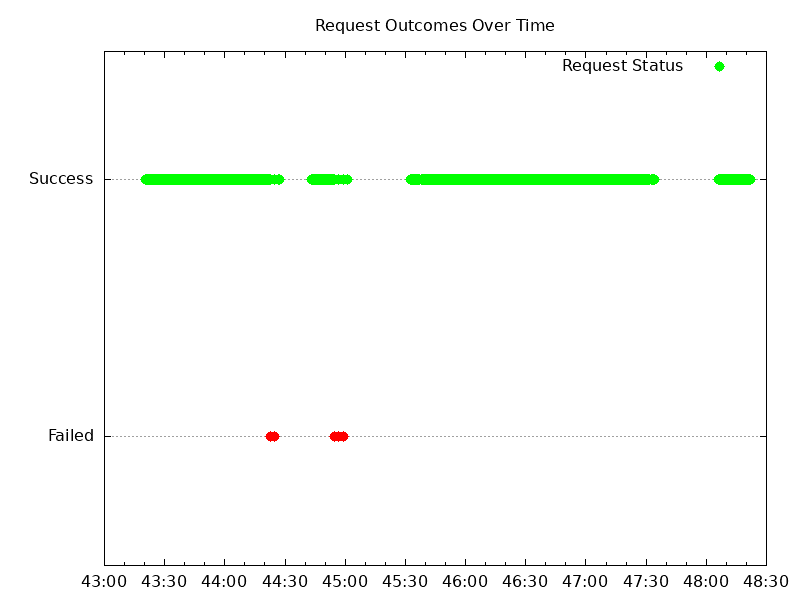 Request Outcomes Over Time
Request Status
Success
Failed
43:00 43:30 44:00 44:30 45:00 45:30 46:00 46:30 47:00 47:30 48:00 48:30